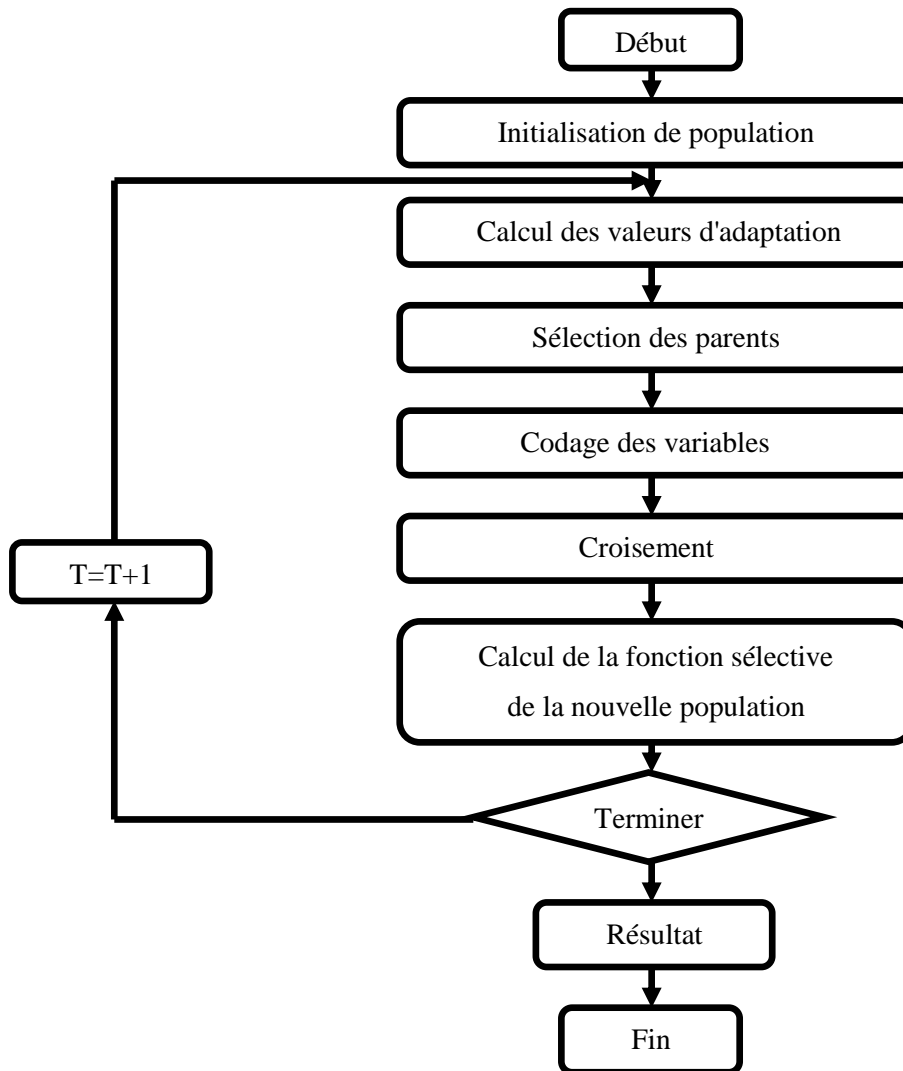 Début
Initialisation de population
Calcul des valeurs d'adaptation
Sélection des parents
Codage des variables
Croisement
T=T+1
Calcul de la fonction sélective
de la nouvelle population
Terminer
Résultat
Fin